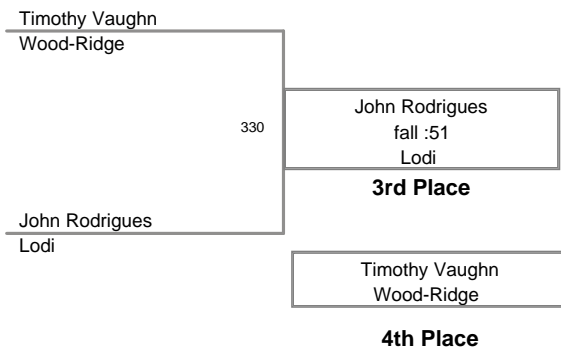 Timothy Vaughn
Wood-Ridge
330
John Rodrigues
fall :51
Lodi
3rd Place
John Rodrigues
Lodi
Timothy Vaughn
Wood-Ridge
4th Place